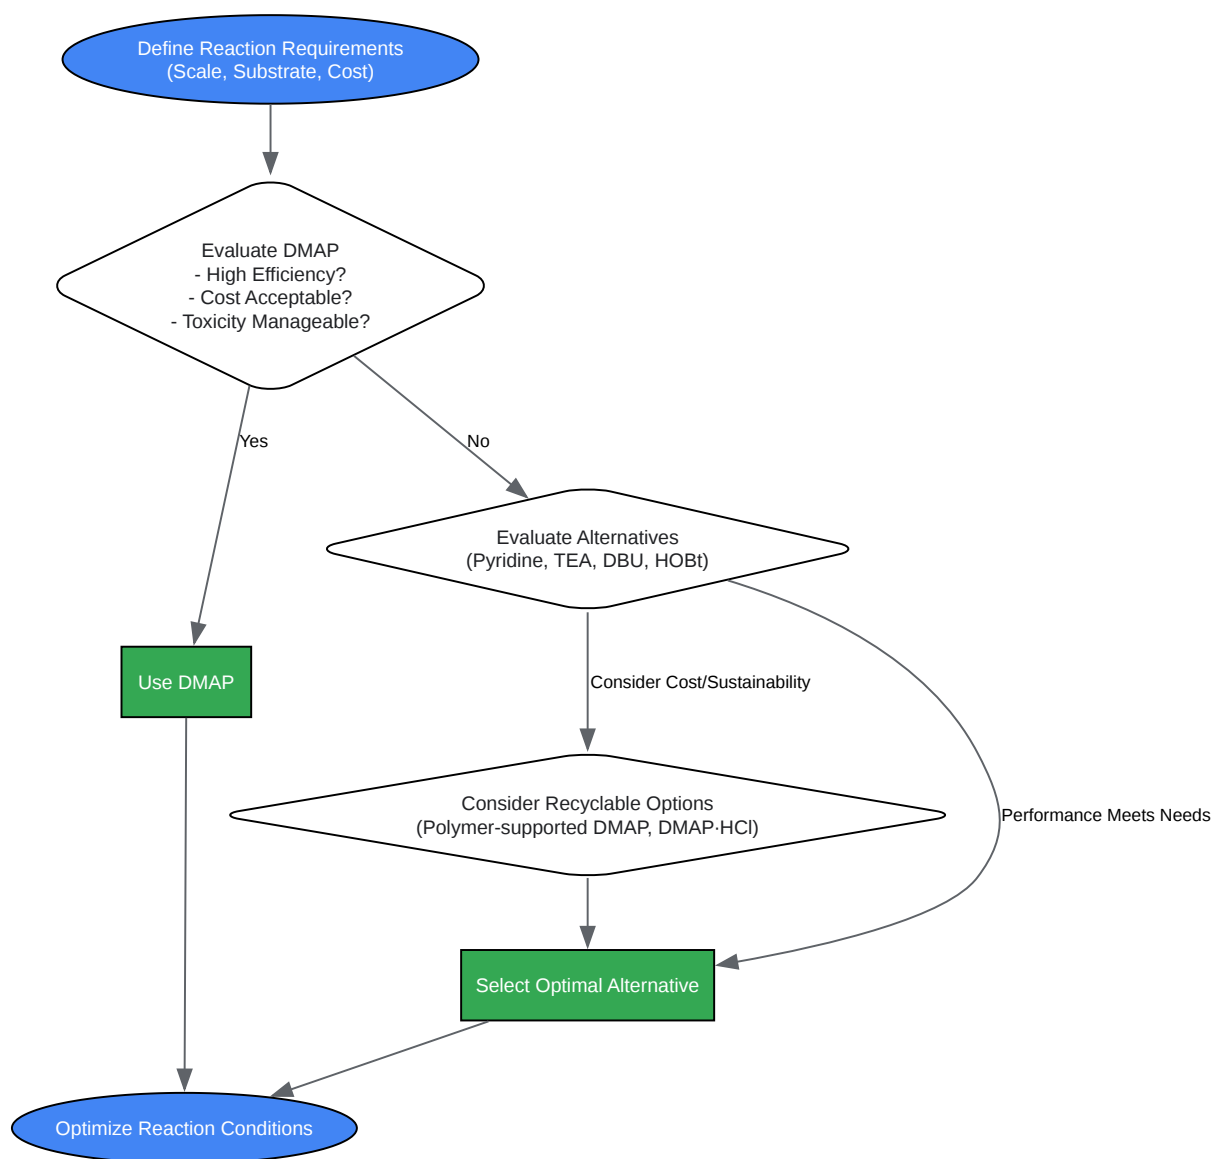 Define Reaction Requirements
(Scale, Substrate, Cost)
Evaluate DMAP
- High Efficiency?
- Cost Acceptable?
- Toxicity Manageable?
Yes
No
Evaluate Alternatives
(Pyridine, TEA, DBU, HOBt)
Use DMAP
Consider Cost/Sustainability
Consider Recyclable Options
(Polymer-supported DMAP, DMAP·HCl)
Performance Meets Needs
Select Optimal Alternative
Optimize Reaction Conditions